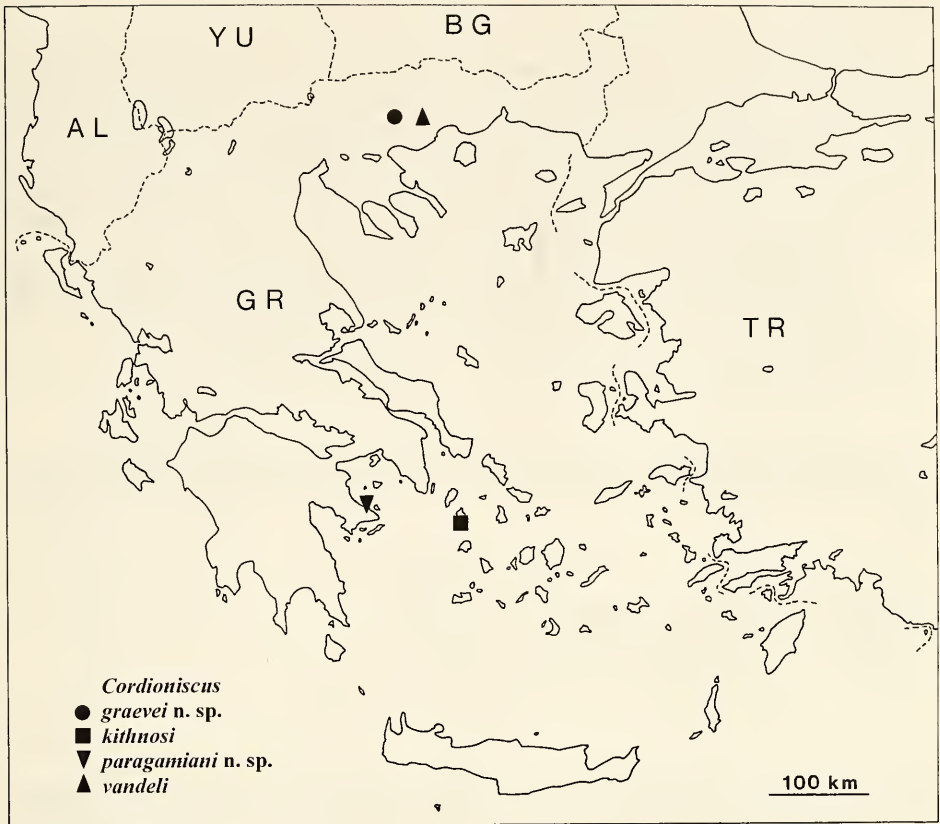 YU
BG
AL
GR
TR
Cordioniscus
graevei n. sp.
kithnosi
paragamiani n. sp.
vandeli
100 km